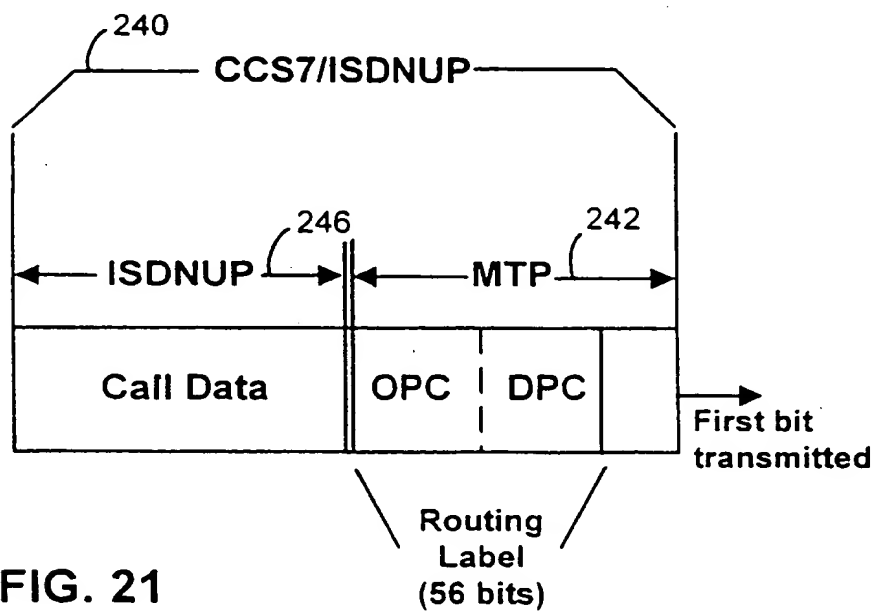 240
CCS7/ISDNUP
246
242
ISDNUP
MTP
Call Data
OPC
DPC
First bit
transmitted
Routing
Label
(56 bits)
FIG. 21